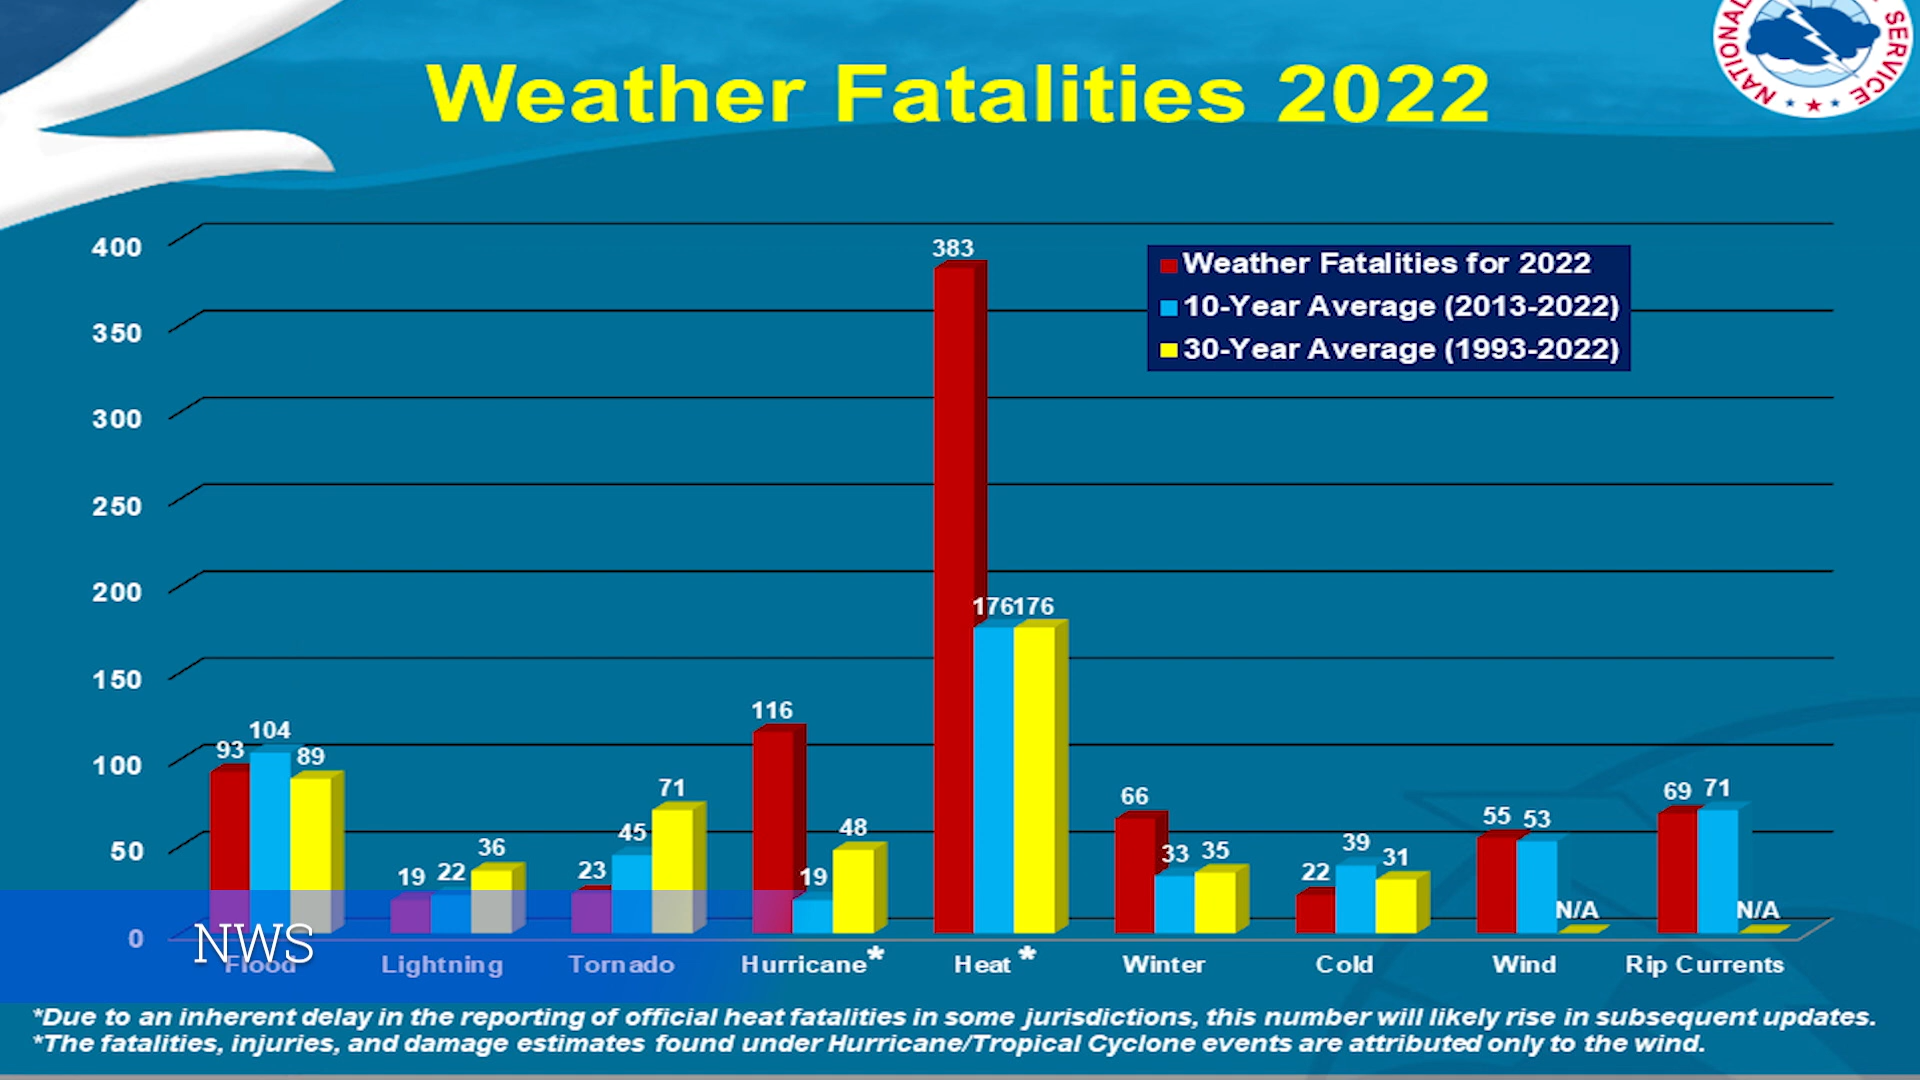 NATIONAL SERVICE
Weather Fatalities 2022
Weather Fatalities for 2022
10-Year Average (2013-2022)
30-Year Average (1993-2022)
400
350
300
250
200
150
100
50
0
93 104 89
19 22 36
23 45 71
116 19 48
383 176 176
66 33 35
22 39 31
55 53 N/A
69 71 N/A
NWS
Flood Lightning Tornado Hurricane* Heat * Winter Cold Wind Rip Currents
*Due to an inherent delay in the reporting of official heat fatalities in some jurisdictions, this number will likely rise in subsequent updates.
*The fatalities, injuries, and damage estimates found under Hurricane/Tropical Cyclone events are attributed only to the wind.